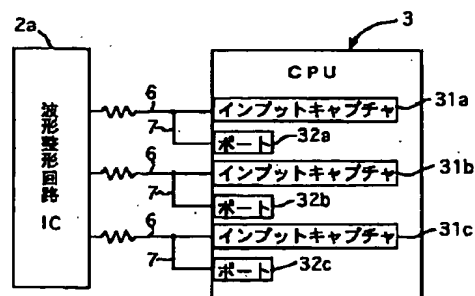 2a
3
波形整形回路IC
CPU
6
インプットキャプチャ
31a
7
ポート
32a
6
インプットキャプチャ
31b
7
ポート
32b
6
インプットキャプチャ
31c
7
ポート
32c